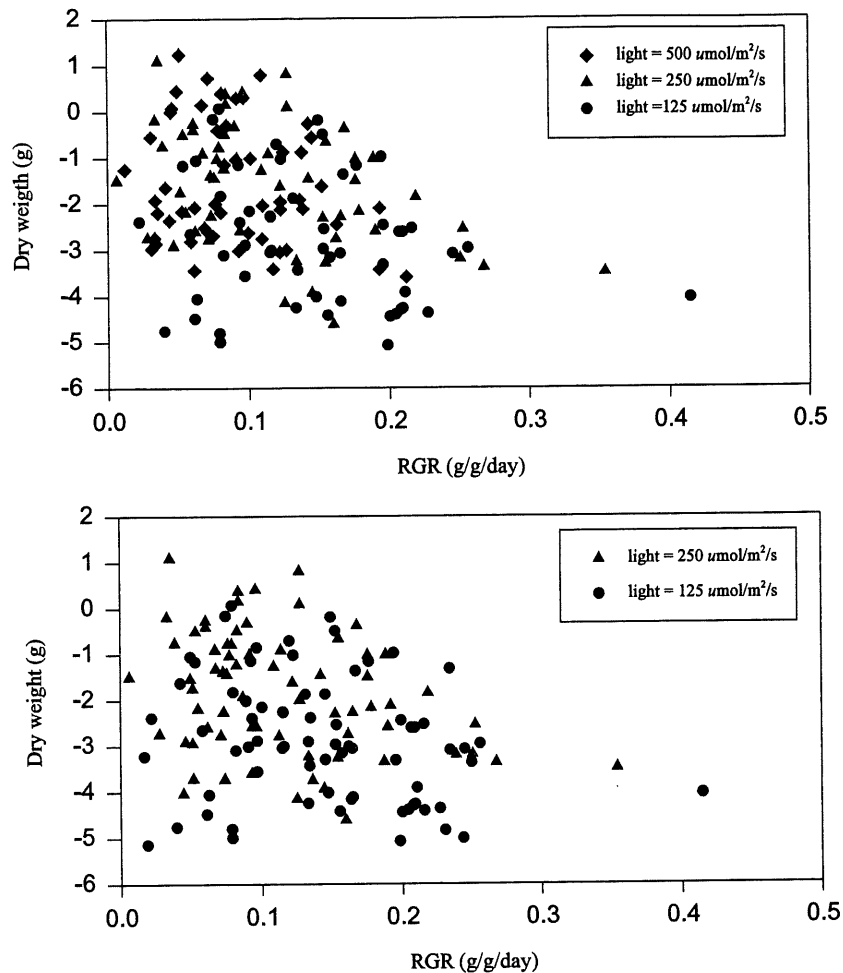 2
1
0
-1
-2
-3
-4
-5
-6
Dry weigth (g)
light = 500 umol/m²/s
light = 250 umol/m²/s
light =125 umol/m²/s
0.0 0.1 0.2 0.3 0.4 0.5
RGR (g/g/day)
2
1
0
-1
-2
-3
-4
-5
-6
Dry weight (g)
light = 250 umol/m²/s
light = 125 umol/m²/s
0.0 0.1 0.2 0.3 0.4 0.5
RGR (g/g/day)